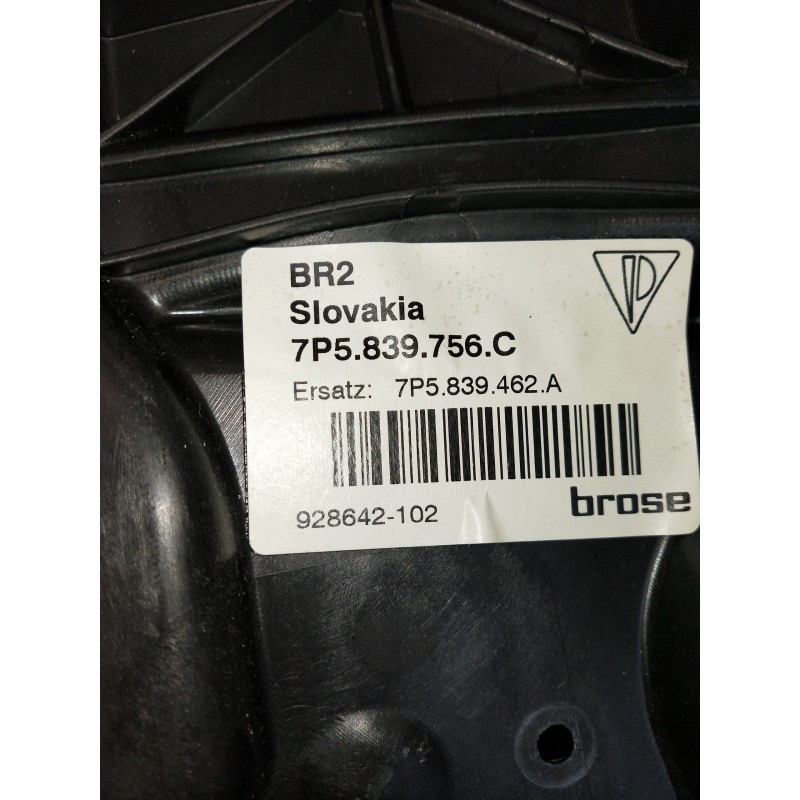 BR2
Slovakia
7P5.839.756.C
Ersatz: 7P5.839.462.A
928642-102
brose